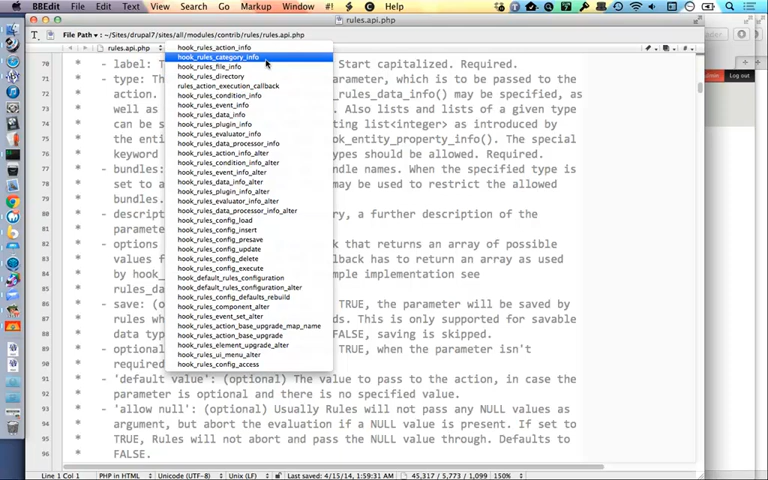 BBEdit File Edit Text View Search Go Markup Window #!
rules.api.php
File Path ▾: ~/Sites/drupal7/sites/all/modules/contrib/rules/rules.api.php
rules.api.php
Log out
hook_rules_action_info
hook_rules_category_info
hook_rules_file_info
hook_rules_directory
rules_action_execution_callback
hook_rules_condition_info
hook_rules_event_info
hook_rules_data_info
hook_rules_plugin_info
hook_rules_evaluator_info
hook_rules_data_processor_info
hook_rules_action_info_alter
hook_rules_condition_info_alter
hook_rules_event_info_alter
hook_rules_data_info_alter
hook_rules_plugin_info_alter
hook_rules_evaluator_info_alter
hook_rules_data_processor_info_alter
hook_rules_config_load
hook_rules_config_insert
hook_rules_config_presave
hook_rules_config_update
hook_rules_config_delete
hook_rules_config_execute
hook_default_rules_configuration
hook_default_rules_configuration_alter
hook_rules_config_defaults_rebuild
hook_rules_component_alter
hook_rules_event_set_alter
hook_rules_action_base_upgrade_map_name
hook_rules_action_base_upgrade
hook_rules_element_upgrade_alter
hook_rules_ui_menu_alter
hook_rules_config_access
70 * - label: T Start capitalized. Required.
71 * - type: Th arameter, which is to be passed to the
72 * action. _rules_data_info() may be specified, as
73 * well as . Also lists and lists of a given type
74 * can be s ting list<integer> as introduced by
75 * the enti ook_entity_property_info(). The special
76 * keyword ypes should be allowed. Required.
77 * - bundles: ndle names. When the specified type is
* set to a may be used to restrict the allowed
* bundles.
80 * - descript y, a further description of the
81 * paramete
82 * - options k that returns an array of possible
83 * values f lback has to return an array as used
84 * by hook_ mple implementation see
85 * rules_da
86 * - save: (o TRUE, the parameter will be saved by
87 * rules wh ds. This is only supported for savable
88 * data typ FALSE, saving is skipped.
89 * - optional TRUE, when the parameter isn't
90 * required
91 * - 'default value': (optional) The value to pass to the action, in case the
92 * parameter is optional and there is no specified value.
93 * - 'allow null': (optional) Usually Rules will not pass any NULL values as
94 * argument, but abort the evaluation if a NULL value is present. If set to
95 * TRUE, Rules will not abort and pass the NULL value through. Defaults to
96 * FALSE.
Line 1 Col 1 PHP in HTML Unicode (UTF-8) Unix (LF) Last saved: 4/15/14, 1:59:31 AM 45,317 / 5,773 / 1,099 150%